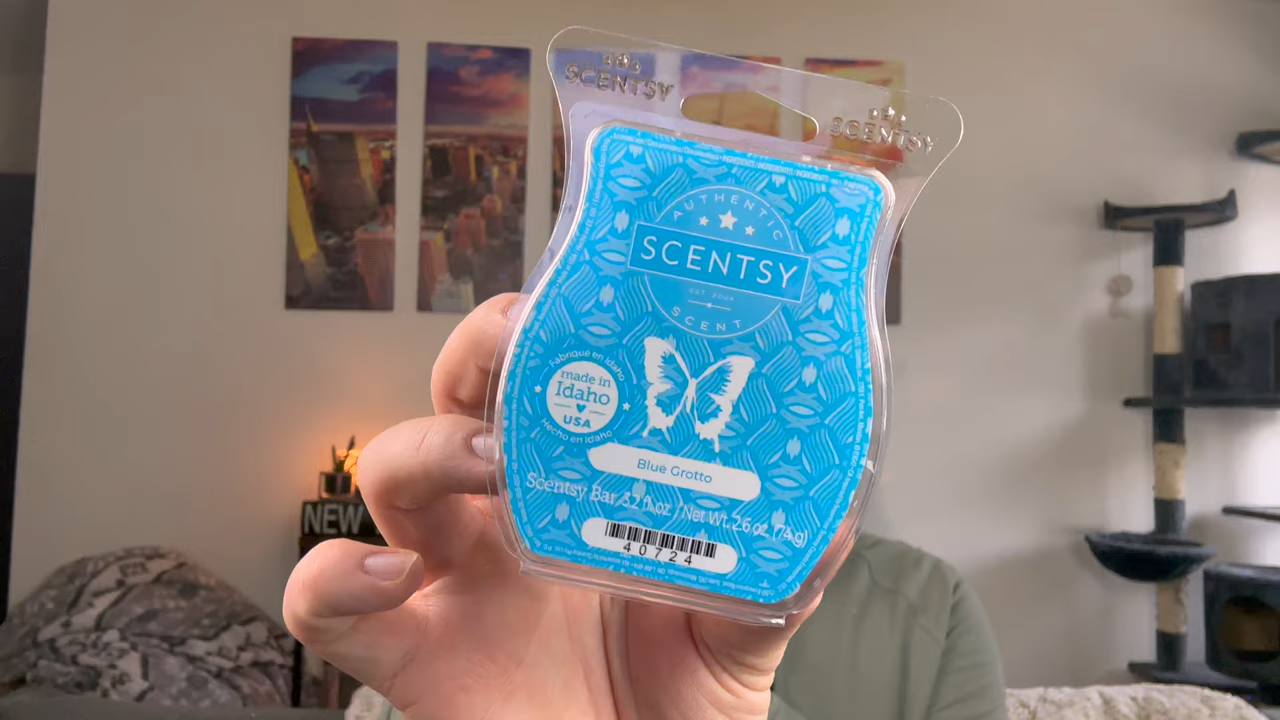 SCENTSY
SCENTSY
AUTHENTIC
SCENTSY
EST 2004
SCENT
Fabriqué en Idaho
made in
Idaho
USA
Hecho en Idaho
Blue Grotto
Scentsy Bar 3.2 fl. oz / Net Wt. 2.6 oz (74 g)
40724
NEW